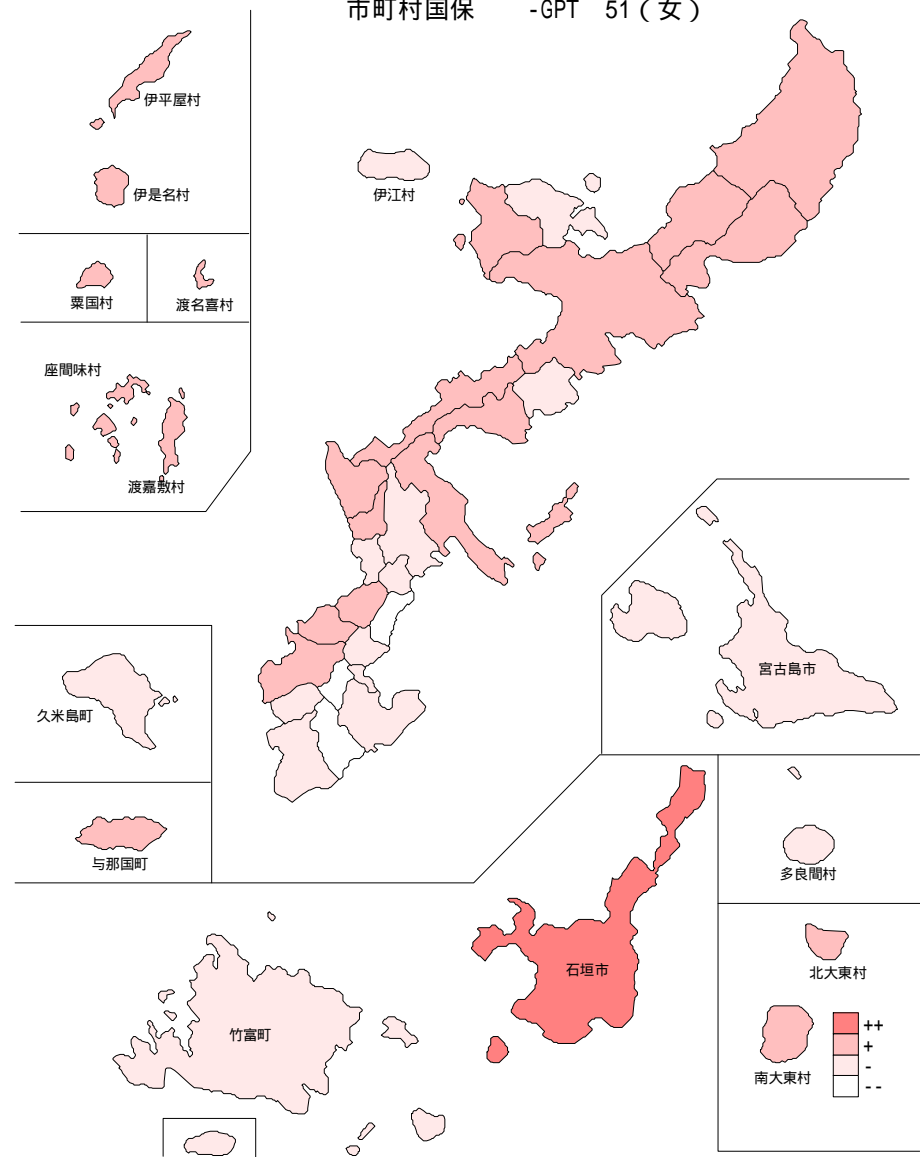 市町村国保　　-GPT　51（女）
伊平屋村
伊江村
伊是名村
粟国村
渡名喜村
座間味村
渡嘉敷村
宮古島市
久米島町
与那国町
多良間村
石垣市
北大東村
竹富町
南大東村
++
+
-
--